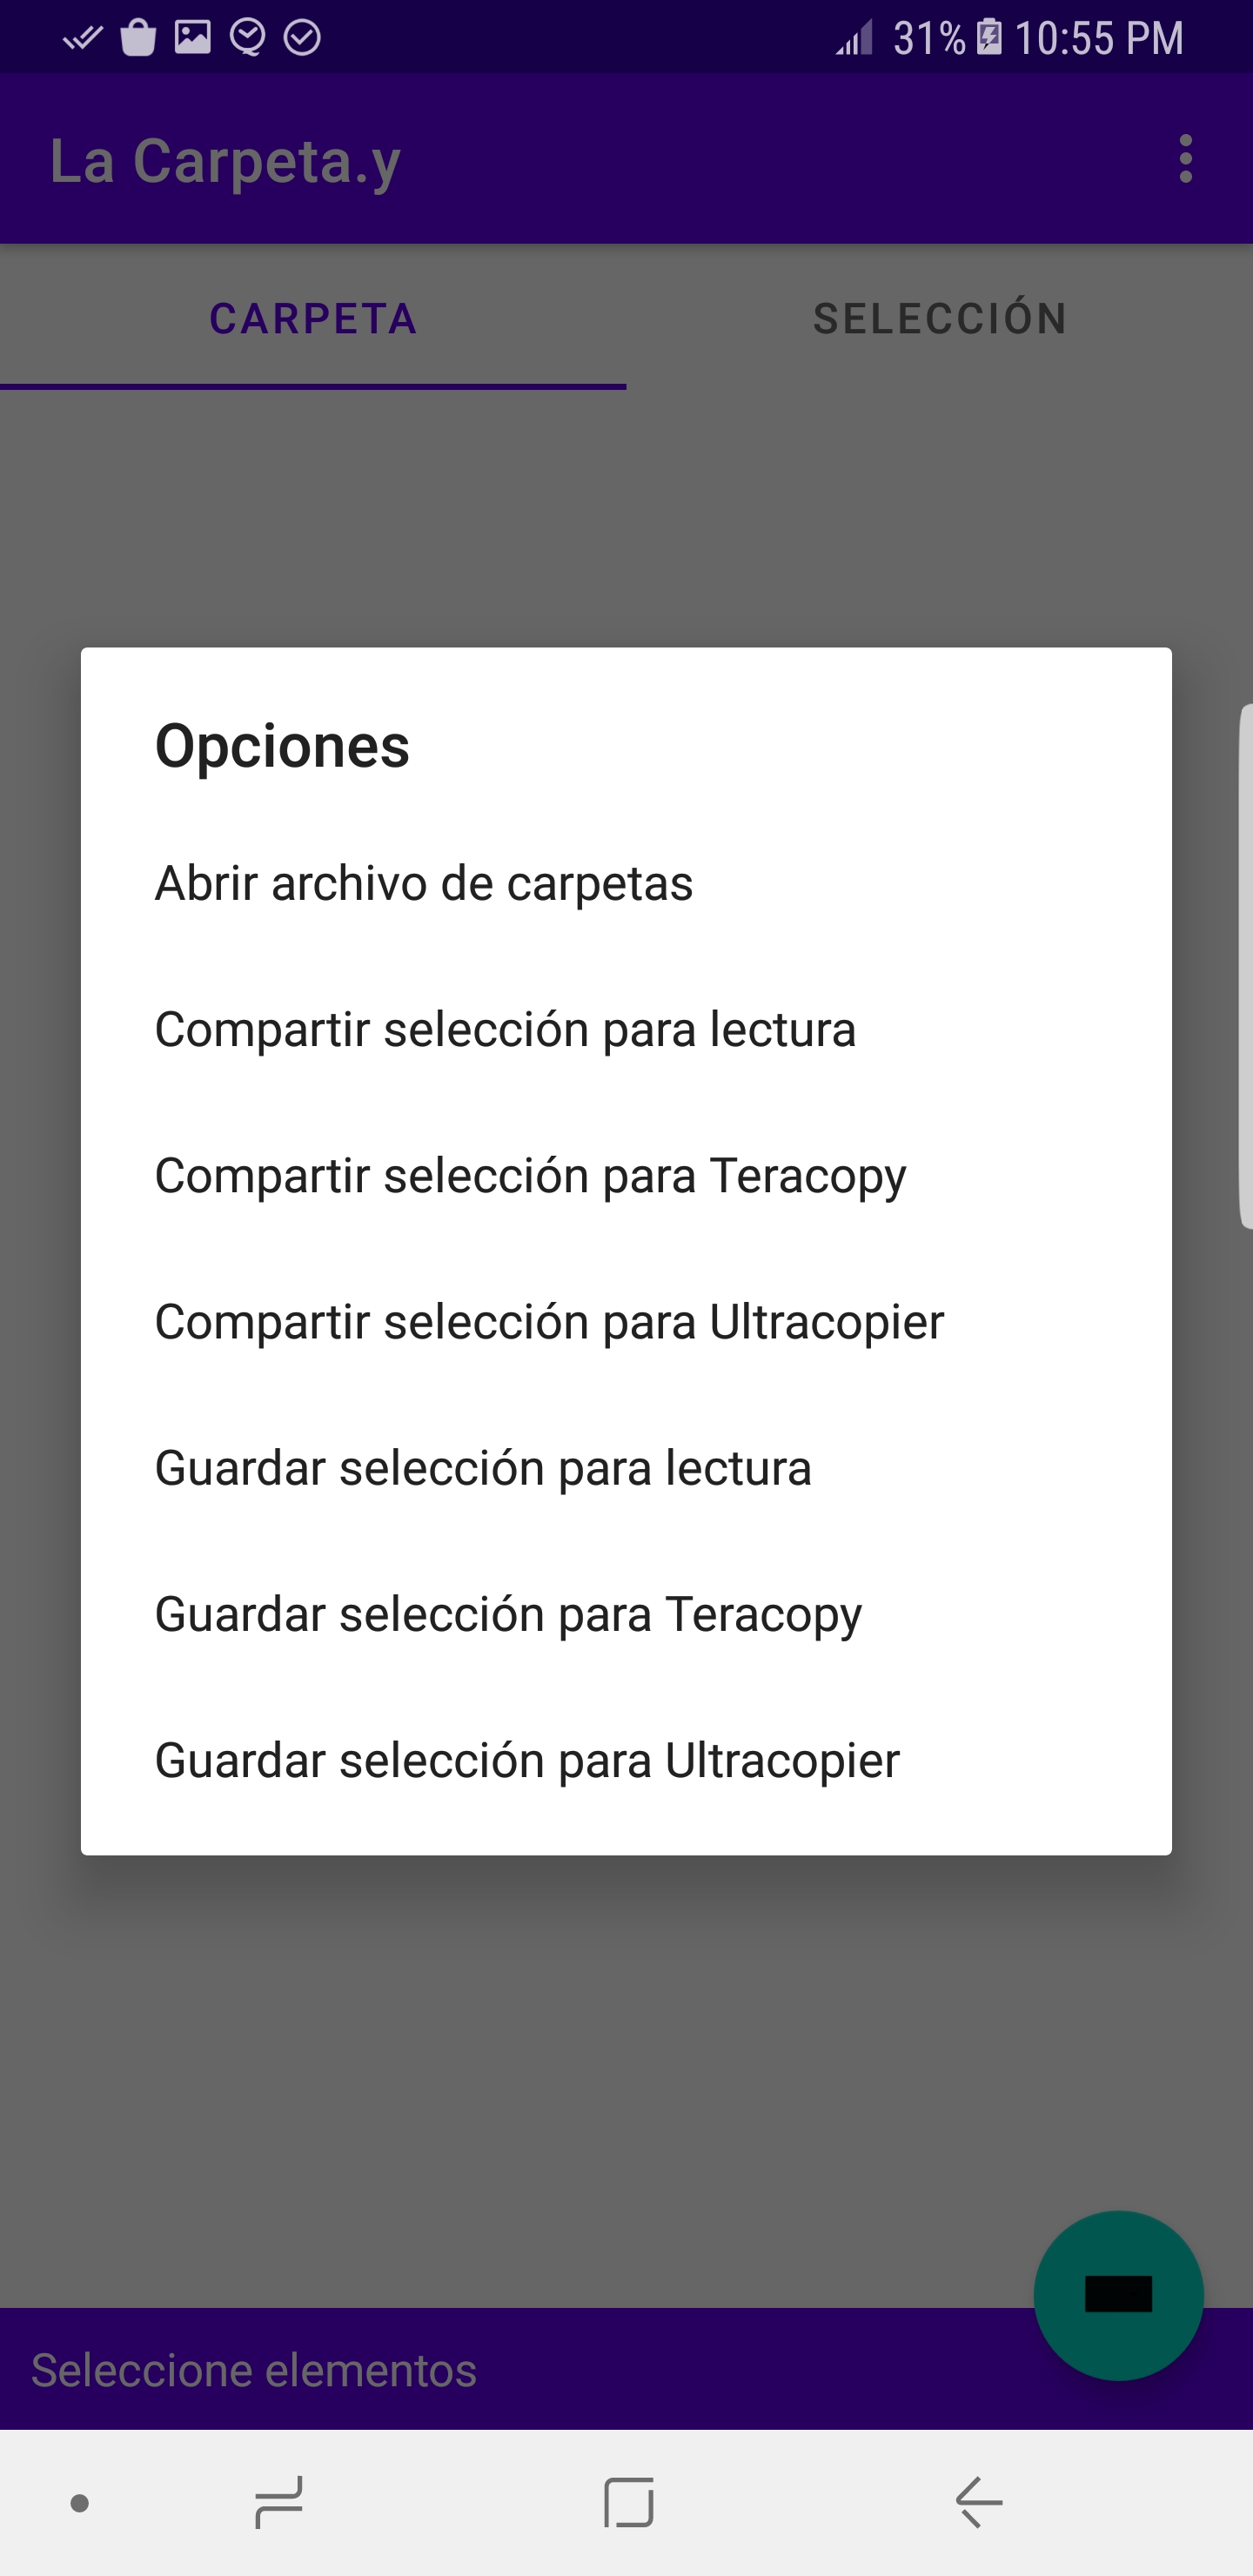 31% 10:55 PM
La Carpeta.y
CARPETA
SELECCIÓN
Opciones
Abrir archivo de carpetas
Compartir selección para lectura
Compartir selección para Teracopy
Compartir selección para Ultracopier
Guardar selección para lectura
Guardar selección para Teracopy
Guardar selección para Ultracopier
Seleccione elementos